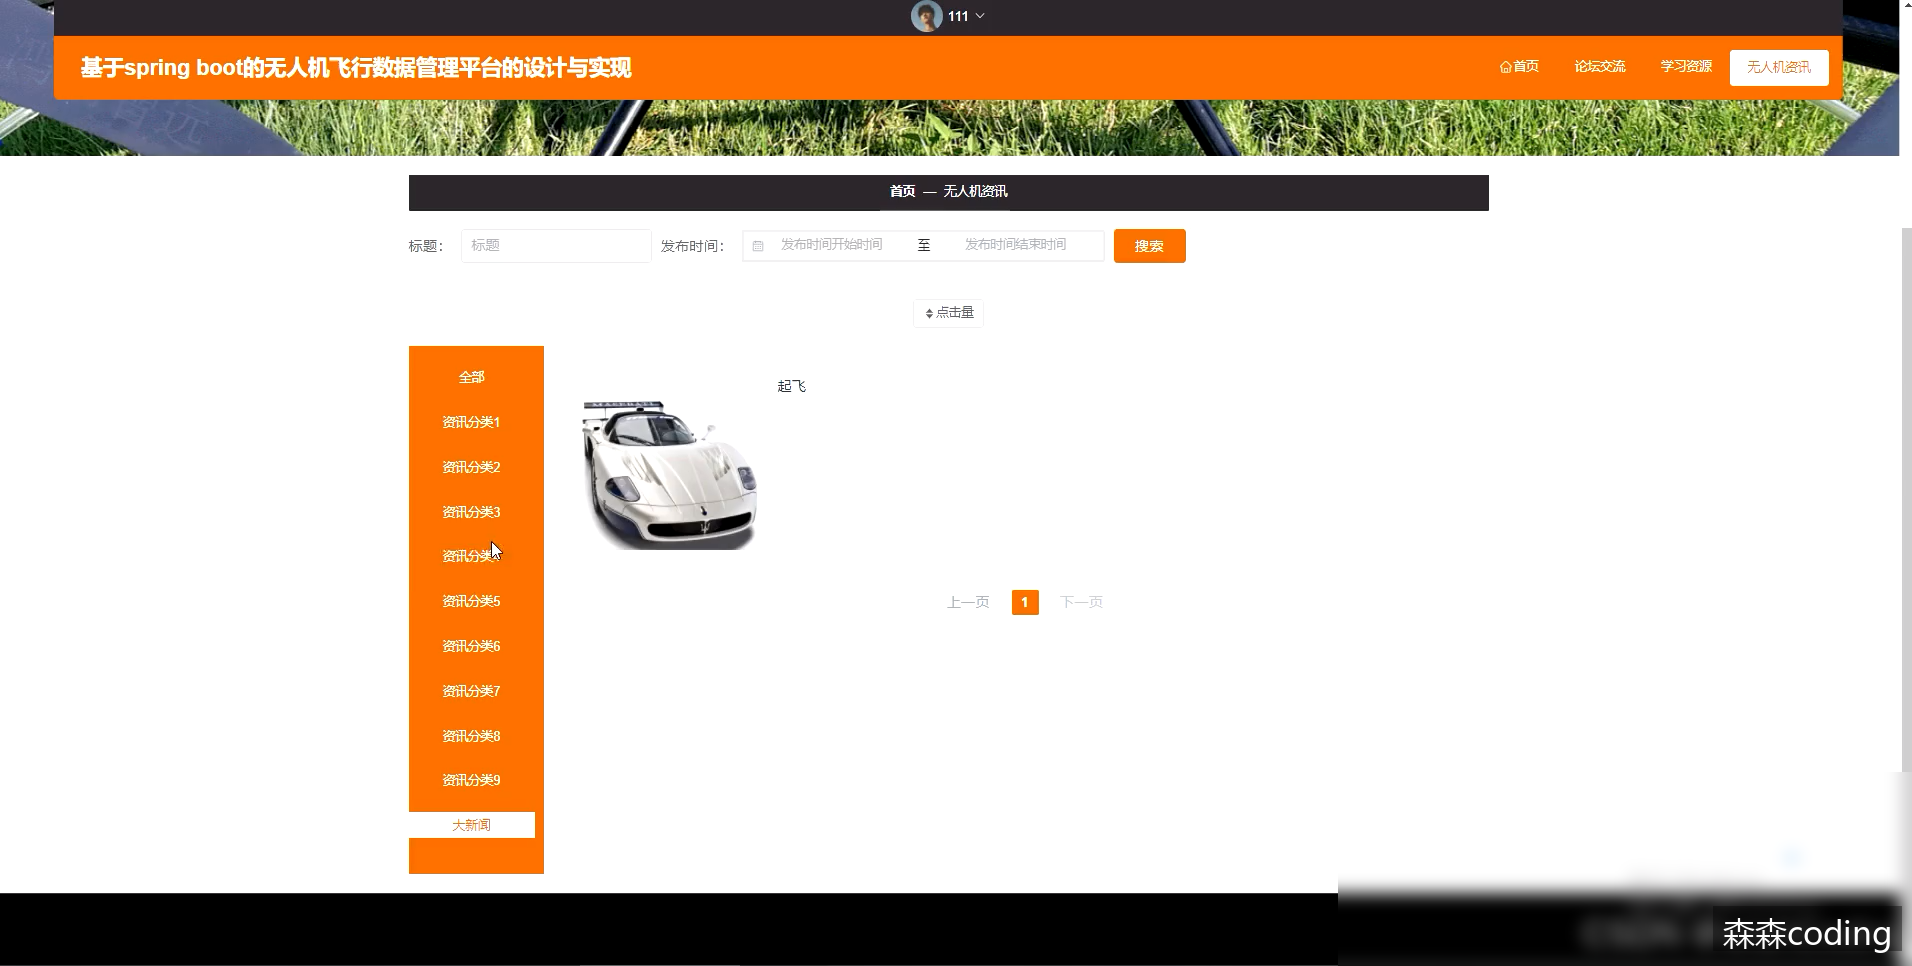 111
基于spring boot的无人机飞行数据管理平台的设计与实现
首页
论坛交流
学习资源
无人机资讯
首页 — 无人机资讯
标题： 标题 发布时间： 发布时间开始时间 至 发布时间结束时间 搜索
点击量
全部
资讯分类1
资讯分类2
资讯分类3
资讯分类
资讯分类5
资讯分类6
资讯分类7
资讯分类8
资讯分类9
大新闻
起飞
MASERATI
上一页 1 下一页
森森coding